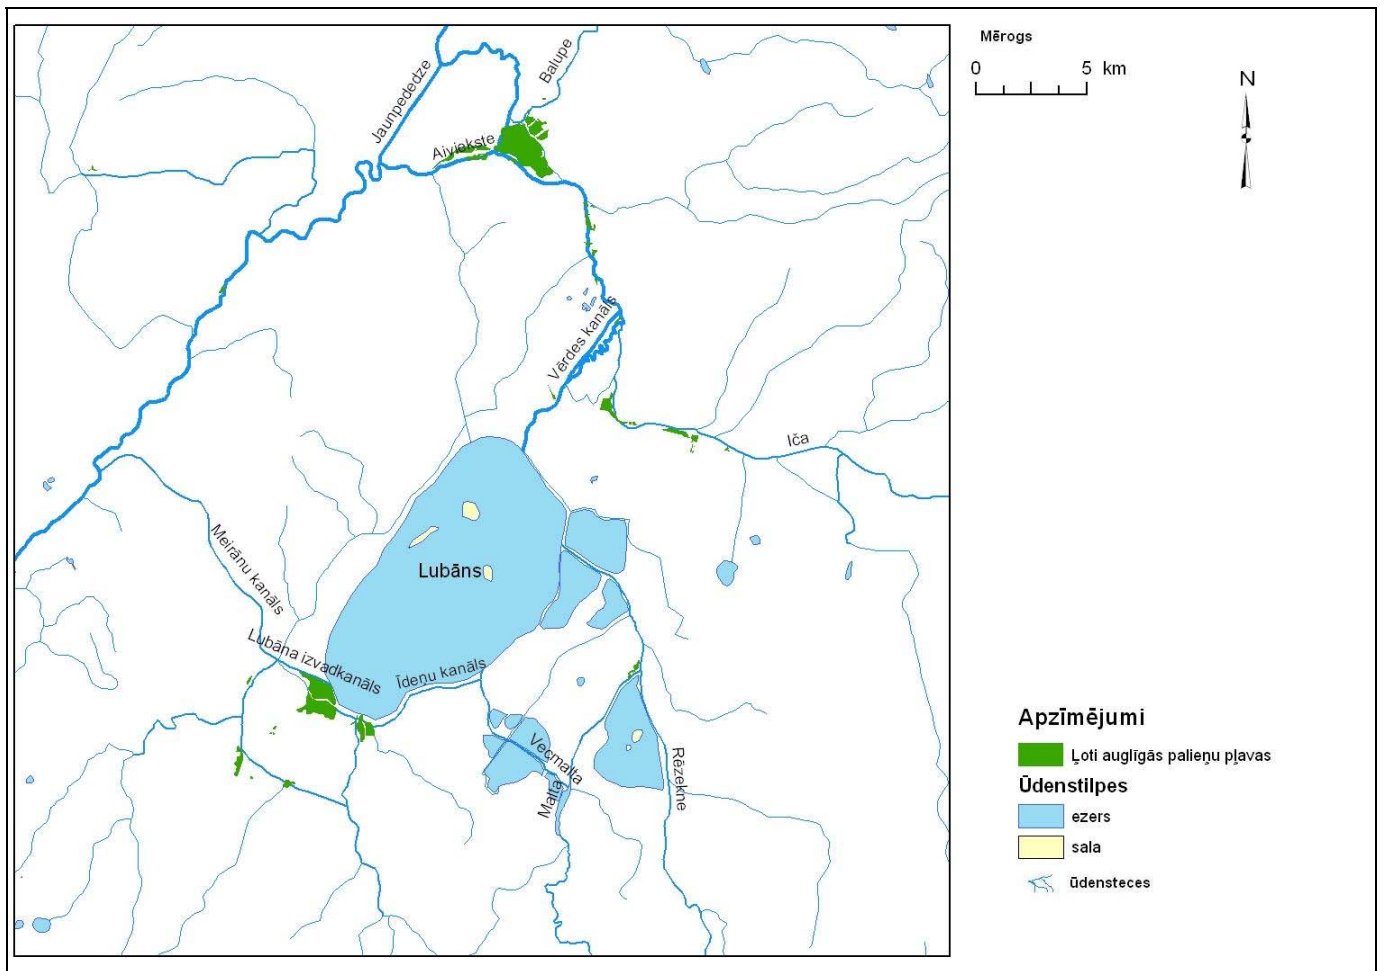 Mērogs
0 5 km
N
Jaunpededze
Balupe
Aiviekste
Vērdes kanāls
Iča
Meirānu kanāls
Lubāns
Lubāna izvadkanāls
Īdeņu kanāls
Vecmalta
Malta
Rēzekne
Apzīmējumi
Ļoti auglīgās palieņu pļavas
Ūdenstilpes
ezers
sala
ūdensteces